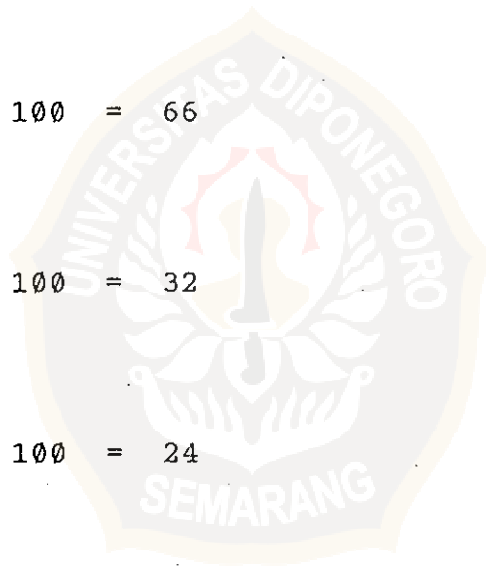 UNIVERSITAS DIPONEGORO
100 = 66
100 = 32
100 = 24
SEMARANG